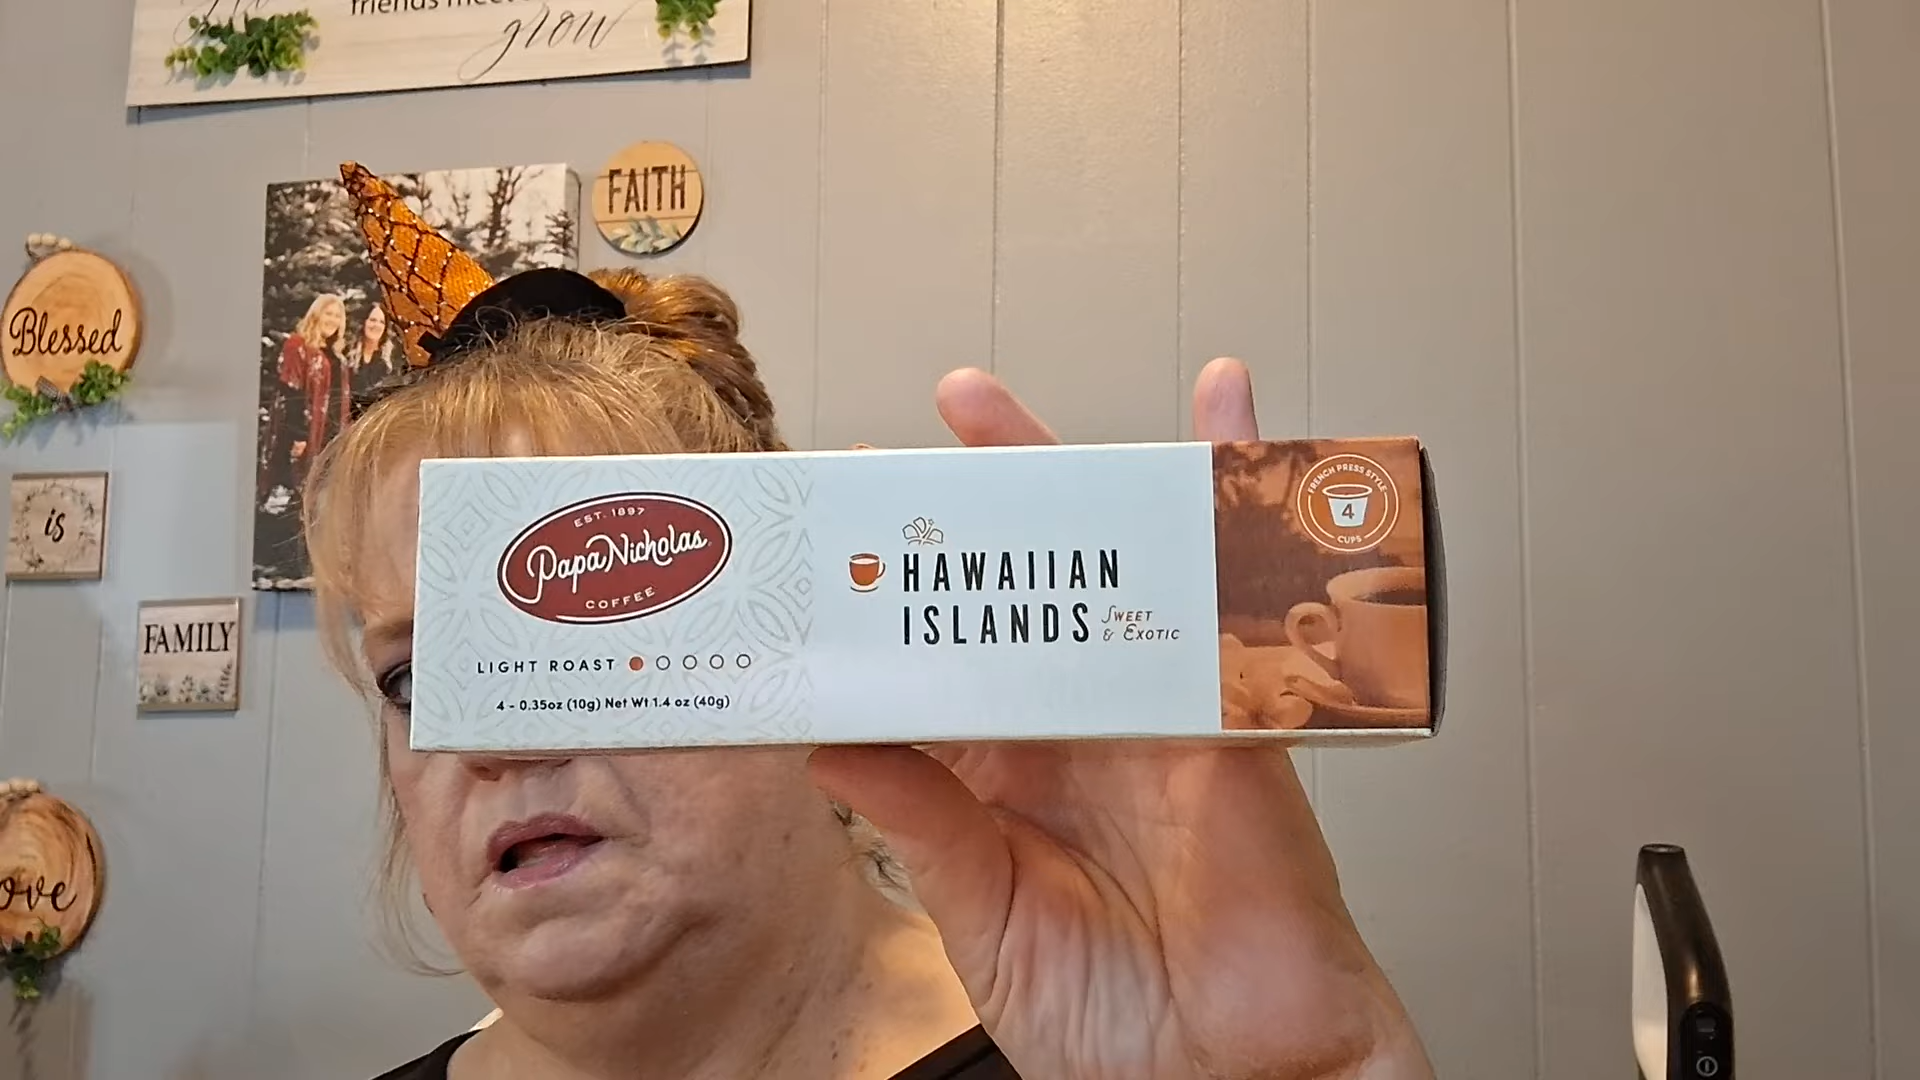 friends meet
grow
FAITH
Blessed
is
FAMILY
ove
EST. 1897
PapaNicholas
COFFEE
LIGHT ROAST
4 - 0.35oz (10g) Net Wt 1.4 oz (40g)
HAWAIIAN
ISLANDS
SWEET
& EXOTIC
FRENCH PRESS STYLE
4
CUPS